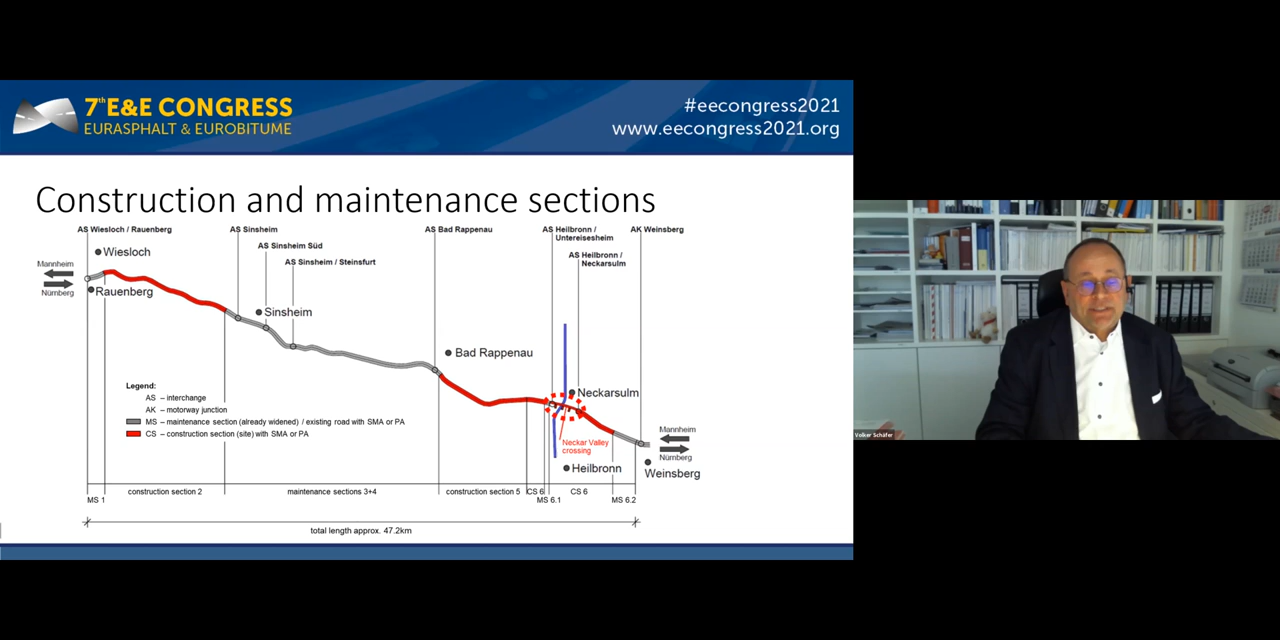 7th E&E CONGRESS
EURASPHALT & EUROBITUME
#eecongress2021
www.eecongress2021.org
Construction and maintenance sections
AS Wiesloch / Rauenberg
AS Sinsheim
AS Bad Rappenau
AS Heilbronn /
Untereisesheim
AK Weinsberg
AS Sinsheim Süd
AS Sinsheim / Steinsfurt
AS Heilbronn /
Neckarsulm
Wiesloch
Mannheim
Nürnberg
Rauenberg
Sinsheim
Bad Rappenau
Neckarsulm
Legend:
AS – interchange
AK – motorway junction
MS – maintenance section (already widened) / existing road with SMA or PA
CS – construction section (site) with SMA or PA
Neckar Valley
crossing
Mannheim
Nürnberg
Heilbronn
Weinsberg
MS 1
construction section 2
maintenance sections 3+4
construction section 5
CS 6
MS 6.1
CS 6
MS 6.2
total length approx. 47.2km
Volker Schäfer